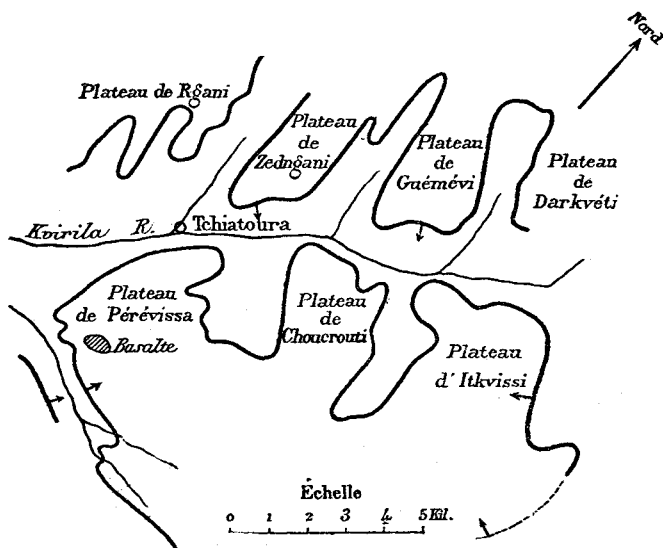 Nord
Plateau de Rgani
Plateau
de
Zedngani
Plateau
de
Guémévi
Plateau
de
Darkvéti
Kvirila R.
Tchiatoura
Plateau
de Pérévissa
Basalte
Plateau
de
Choucrouti
Plateau
d'Itkvissi
Échelle
0 1 2 3 4 5 Kil.